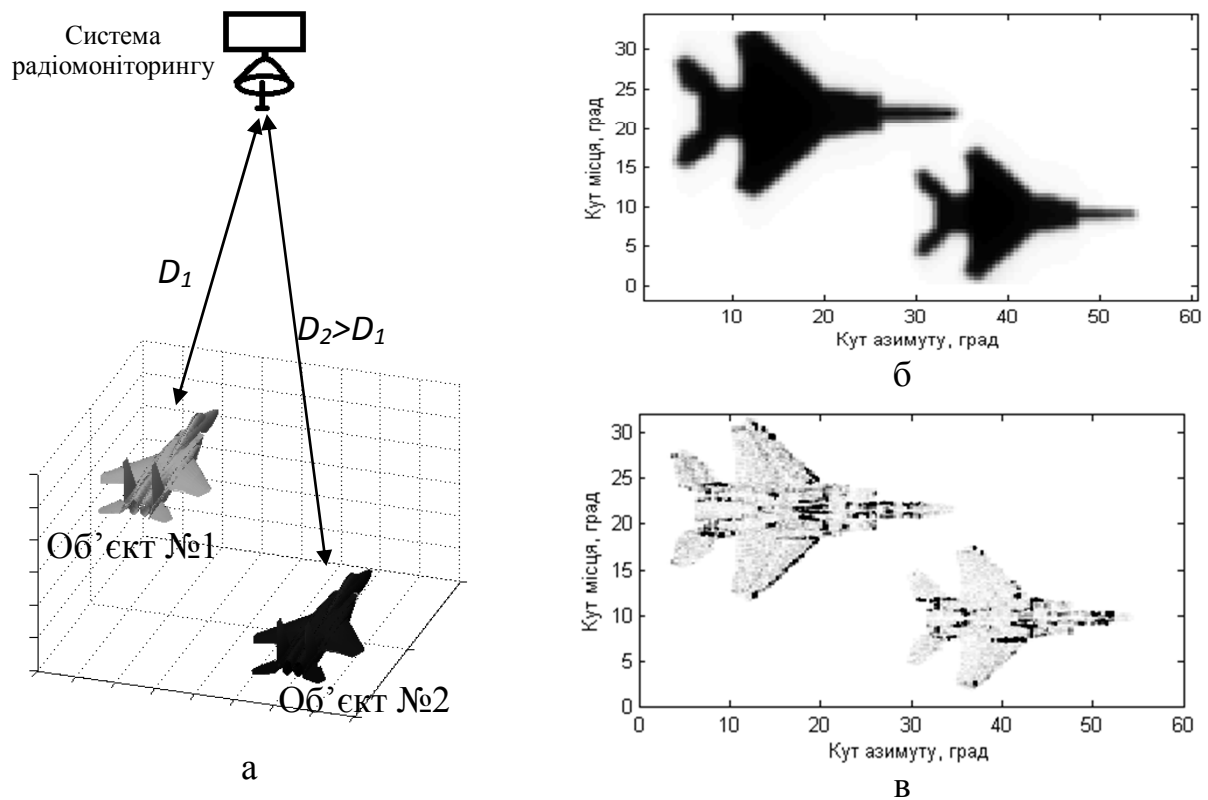 Система
радіомоніторингу
D1
D2>D1
Об’єкт №1
Об’єкт №2
а
30
25
20
15
10
5
0
Кут місця, град
10 20 30 40 50 60
Кут азимуту, град
б
30
25
20
15
10
5
0
Кут місця, град
0 10 20 30 40 50 60
Кут азимуту, град
в